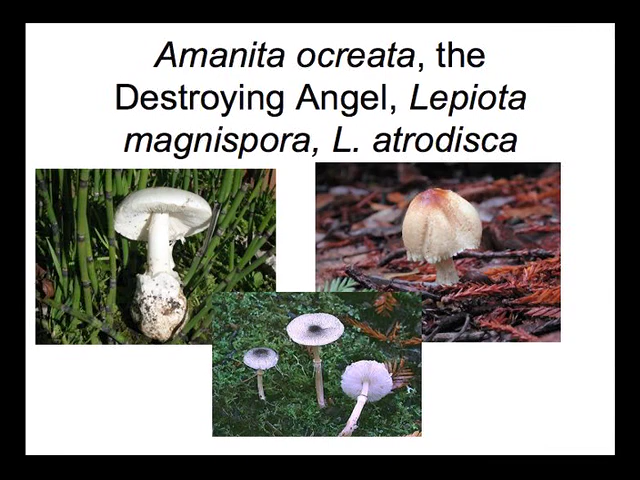 Amanita ocreata, the
Destroying Angel, Lepiota
magnispora, L. atrodisca